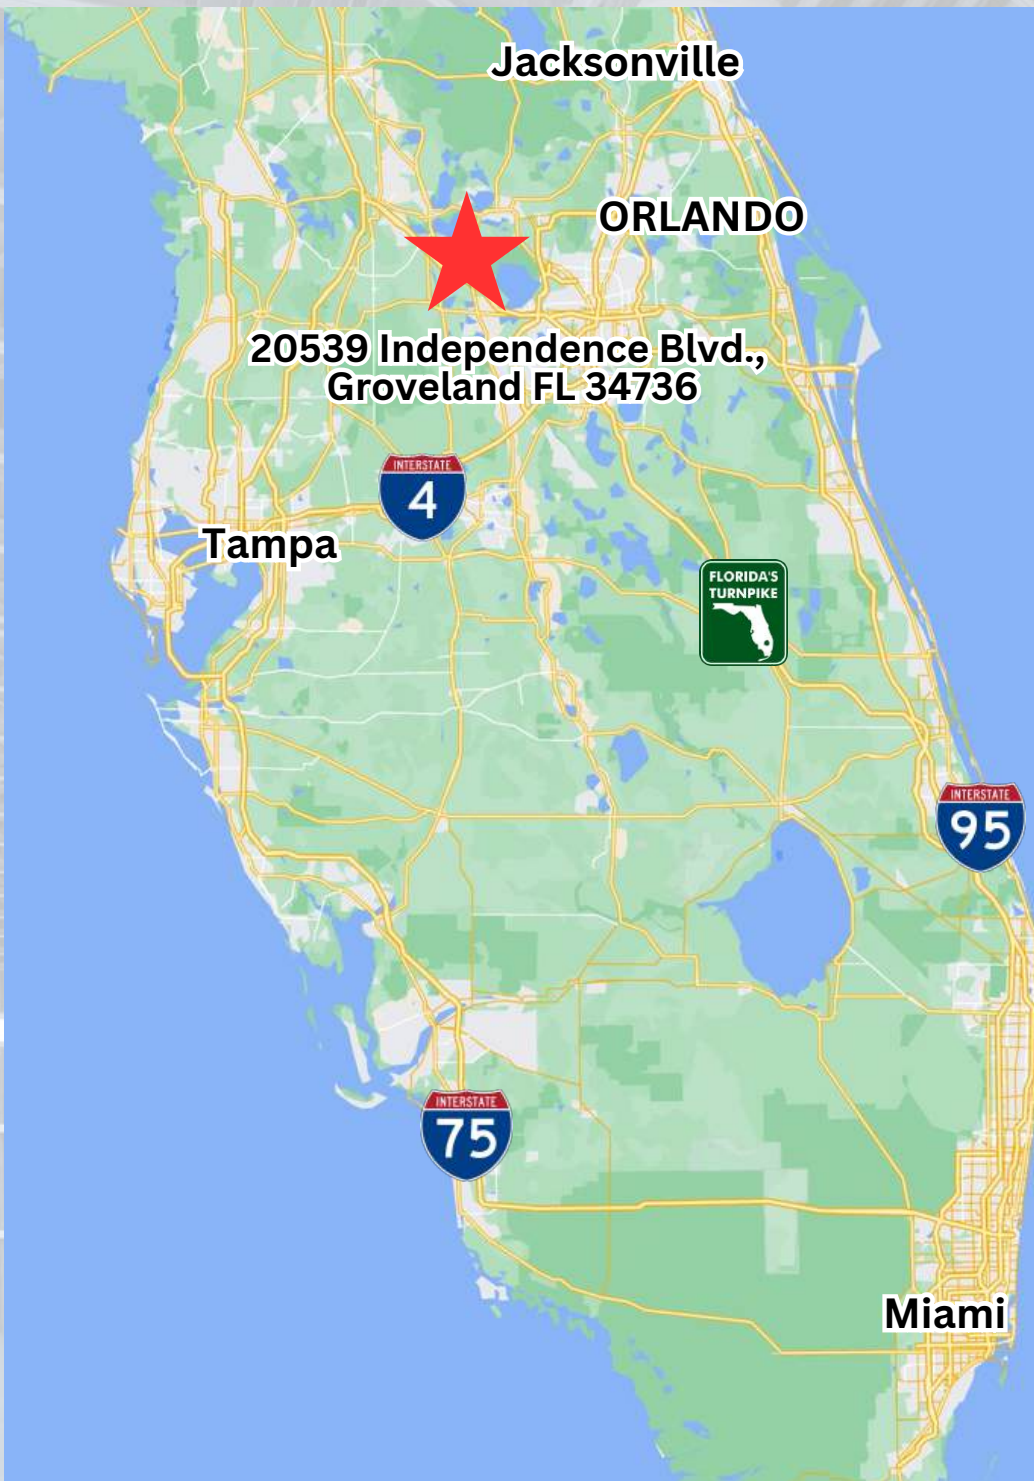 Jacksonville
ORLANDO
20539 Independence Blvd.,
Groveland FL 34736
INTERSTATE
4
Tampa
FLORIDA'S
TURNPIKE
INTERSTATE
95
INTERSTATE
75
Miami